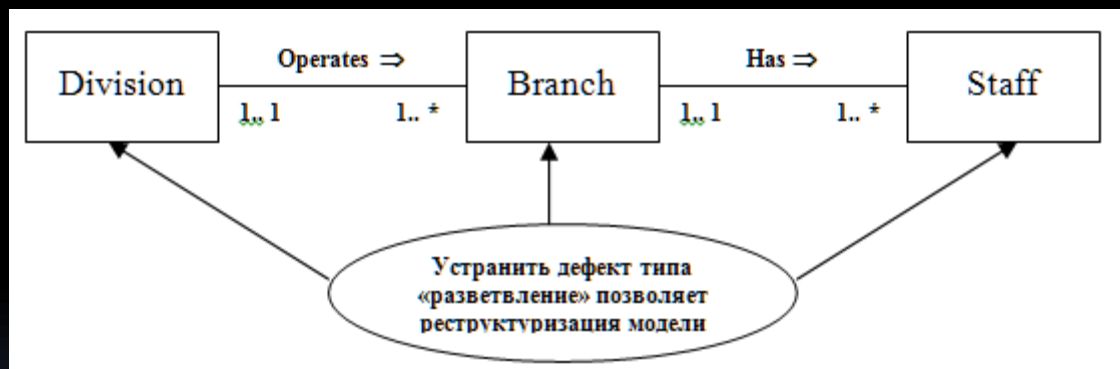 Operates ⇒
Has ⇒
Division
Branch
Staff
1,, 1
1.. *
1,, 1
1.. *
Устранить дефект типа
«разветвление» позволяет
реструктуризация модели